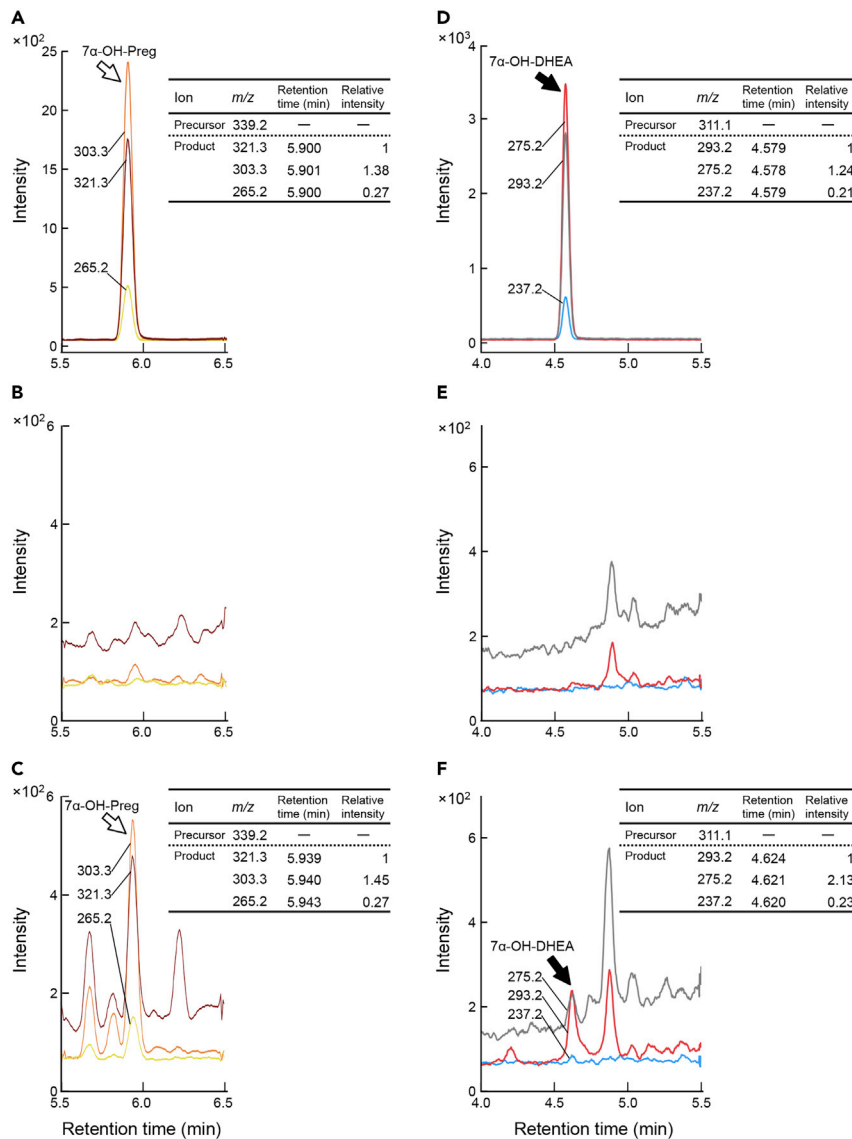 A
×10²
7α-OH-Preg
25
20
15
10
5
0
Intensity
303.3
321.3
265.2
5.5 6.0 6.5
Ion m/z Retention time (min) Relative intensity
Precursor 339.2 — —
Product 321.3 5.900 1
303.3 5.901 1.38
265.2 5.900 0.27
D
×10³
7α-OH-DHEA
4
3
2
1
0
Intensity
275.2
293.2
237.2
4.0 4.5 5.0 5.5
Ion m/z Retention time (min) Relative intensity
Precursor 311.1 — —
Product 293.2 4.579 1
275.2 4.578 1.24
237.2 4.579 0.21
B
×10²
6
4
2
0
Intensity
5.5 6.0 6.5
E
×10²
6
4
2
0
Intensity
4.0 4.5 5.0 5.5
C
×10²
7α-OH-Preg
6
4
2
0
Intensity
303.3
321.3
265.2
5.5 6.0 6.5
Retention time (min)
Ion m/z Retention time (min) Relative intensity
Precursor 339.2 — —
Product 321.3 5.939 1
303.3 5.940 1.45
265.2 5.943 0.27
F
×10²
6
4
2
0
Intensity
7α-OH-DHEA
275.2
293.2
237.2
4.0 4.5 5.0 5.5
Retention time (min)
Ion m/z Retention time (min) Relative intensity
Precursor 311.1 — —
Product 293.2 4.624 1
275.2 4.621 2.13
237.2 4.620 0.23